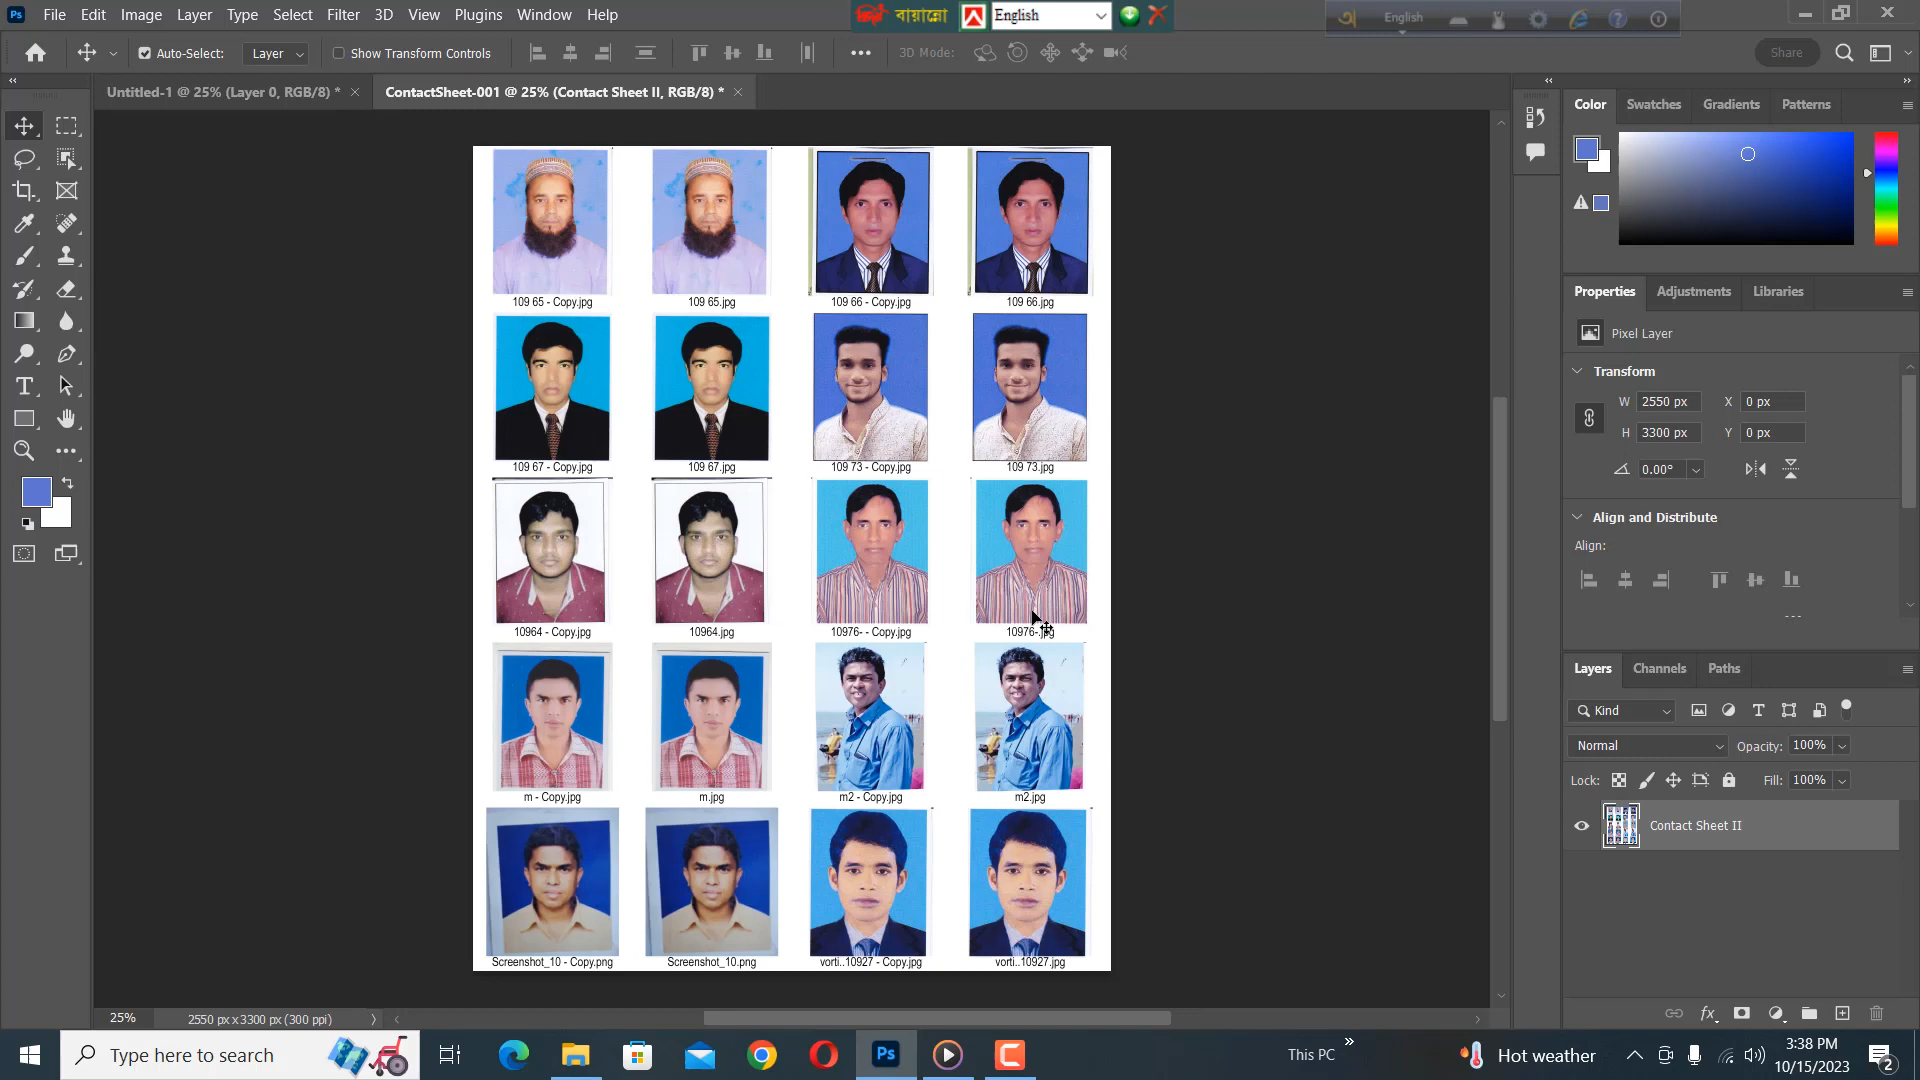 Ps File Edit Image Layer Type Select Filter 3D View Plugins Window Help
বায়ান্নো English
English
Auto-Select: Layer Show Transform Controls 3D Mode: Share
Untitled-1 @ 25% (Layer 0, RGB/8) *
ContactSheet-001 @ 25% (Contact Sheet II, RGB/8) *
Color Swatches Gradients Patterns
109 65 - Copy.jpg 109 65.jpg 109 66 - Copy.jpg 109 66.jpg
109 67 - Copy.jpg 109 67.jpg 109 73 - Copy.jpg 109 73.jpg
10964 - Copy.jpg 10964.jpg 10976- - Copy.jpg 10976-.jpg
m - Copy.jpg m.jpg m2 - Copy.jpg m2.jpg
Screenshot_10 - Copy.png Screenshot_10.png vorti..10927 - Copy.jpg vorti..10927.jpg
Properties Adjustments Libraries
Pixel Layer
Transform
W 2550 px X 0 px
H 3300 px Y 0 px
0.00°
Align and Distribute
Align:
Layers Channels Paths
Kind
Normal Opacity: 100%
Lock: Fill: 100%
Contact Sheet II
25% 2550 px x 3300 px (300 ppi)
Type here to search
Ps
This PC
Hot weather
3:38 PM
10/15/2023
2